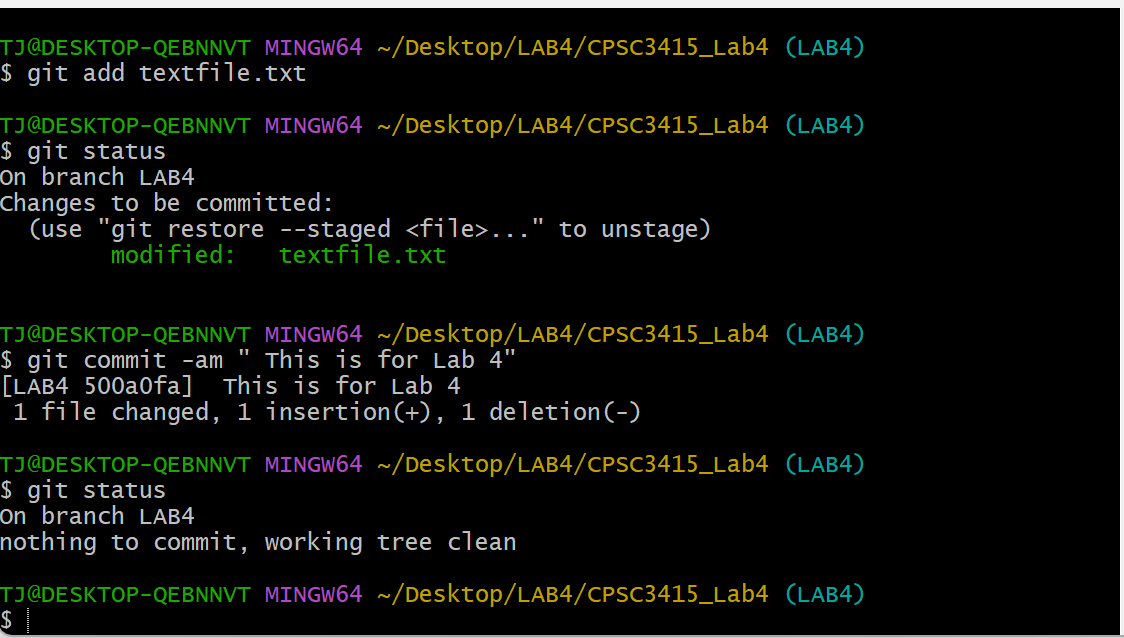 TJ@DESKTOP-QEBNNVT MINGW64 ~/Desktop/LAB4/CPSC3415_Lab4 (LAB4)
$ git add textfile.txt
TJ@DESKTOP-QEBNNVT MINGW64 ~/Desktop/LAB4/CPSC3415_Lab4 (LAB4)
$ git status
On branch LAB4
Changes to be committed:
  (use "git restore --staged <file>..." to unstage)
        modified:   textfile.txt
TJ@DESKTOP-QEBNNVT MINGW64 ~/Desktop/LAB4/CPSC3415_Lab4 (LAB4)
$ git commit -am " This is for Lab 4"
[LAB4 500a0fa]  This is for Lab 4
 1 file changed, 1 insertion(+), 1 deletion(-)
TJ@DESKTOP-QEBNNVT MINGW64 ~/Desktop/LAB4/CPSC3415_Lab4 (LAB4)
$ git status
On branch LAB4
nothing to commit, working tree clean
TJ@DESKTOP-QEBNNVT MINGW64 ~/Desktop/LAB4/CPSC3415_Lab4 (LAB4)
$